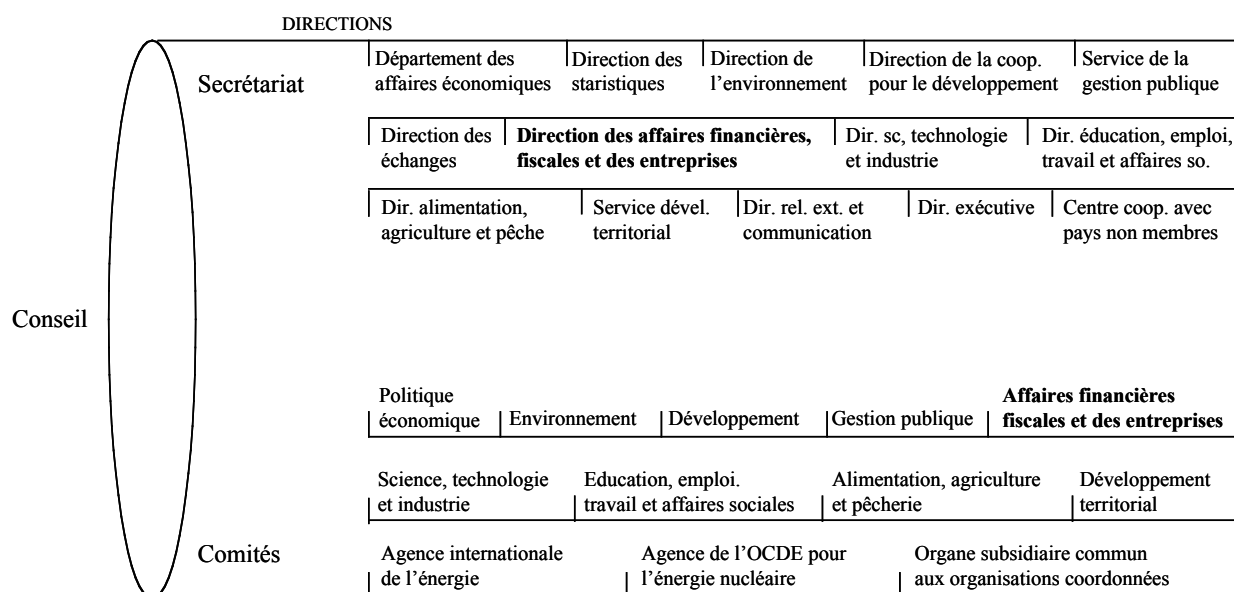 DIRECTIONS
Secrétariat
Département des
affaires économiques
Direction des
staristiques
Direction de
l’environnement
Direction de la coop.
pour le développement
Service de la
gestion publique
Direction des
échanges
Direction des affaires financières,
fiscales et des entreprises
Dir. sc, technologie
et industrie
Dir. éducation, emploi,
travail et affaires so.
Dir. alimentation,
agriculture et pêche
Service dével.
territorial
Dir. rel. ext. et
communication
Dir. exécutive
Centre coop. avec
pays non membres
Conseil
Politique
économique
Environnement
Développement
Gestion publique
Affaires financières
fiscales et des entreprises
Science, technologie
et industrie
Education, emploi.
travail et affaires sociales
Alimentation, agriculture
et pêcherie
Développement
territorial
Comités
Agence internationale
de l’énergie
Agence de l’OCDE pour
l’énergie nucléaire
Organe subsidiaire commun
aux organisations coordonnées